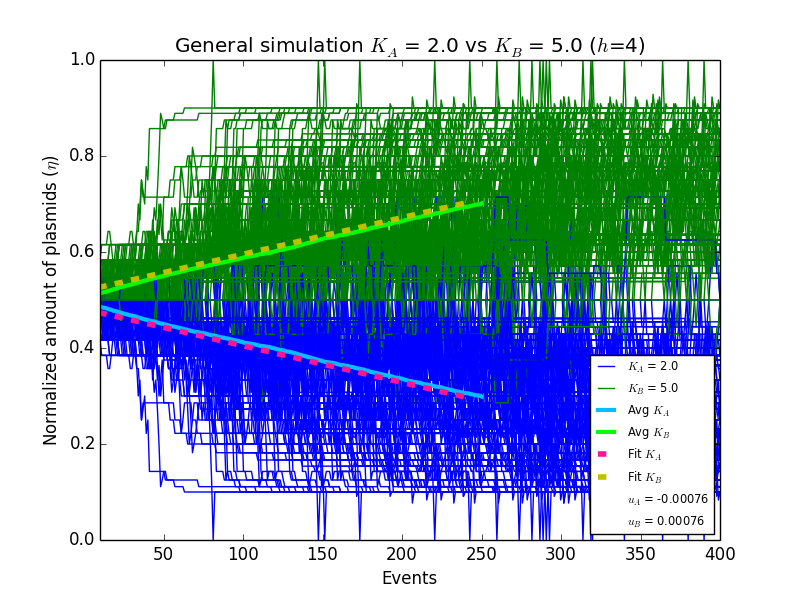 General simulation K_A = 2.0 vs K_B = 5.0 (h=4)
Normalized amount of plasmids (η)
1.0
0.8
0.6
0.4
0.2
0.0
K_A = 2.0
K_B = 5.0
Avg K_A
Avg K_B
Fit K_A
Fit K_B
u_A = -0.00076
u_B = 0.00076
50 100 150 200 250 300 350 400
Events